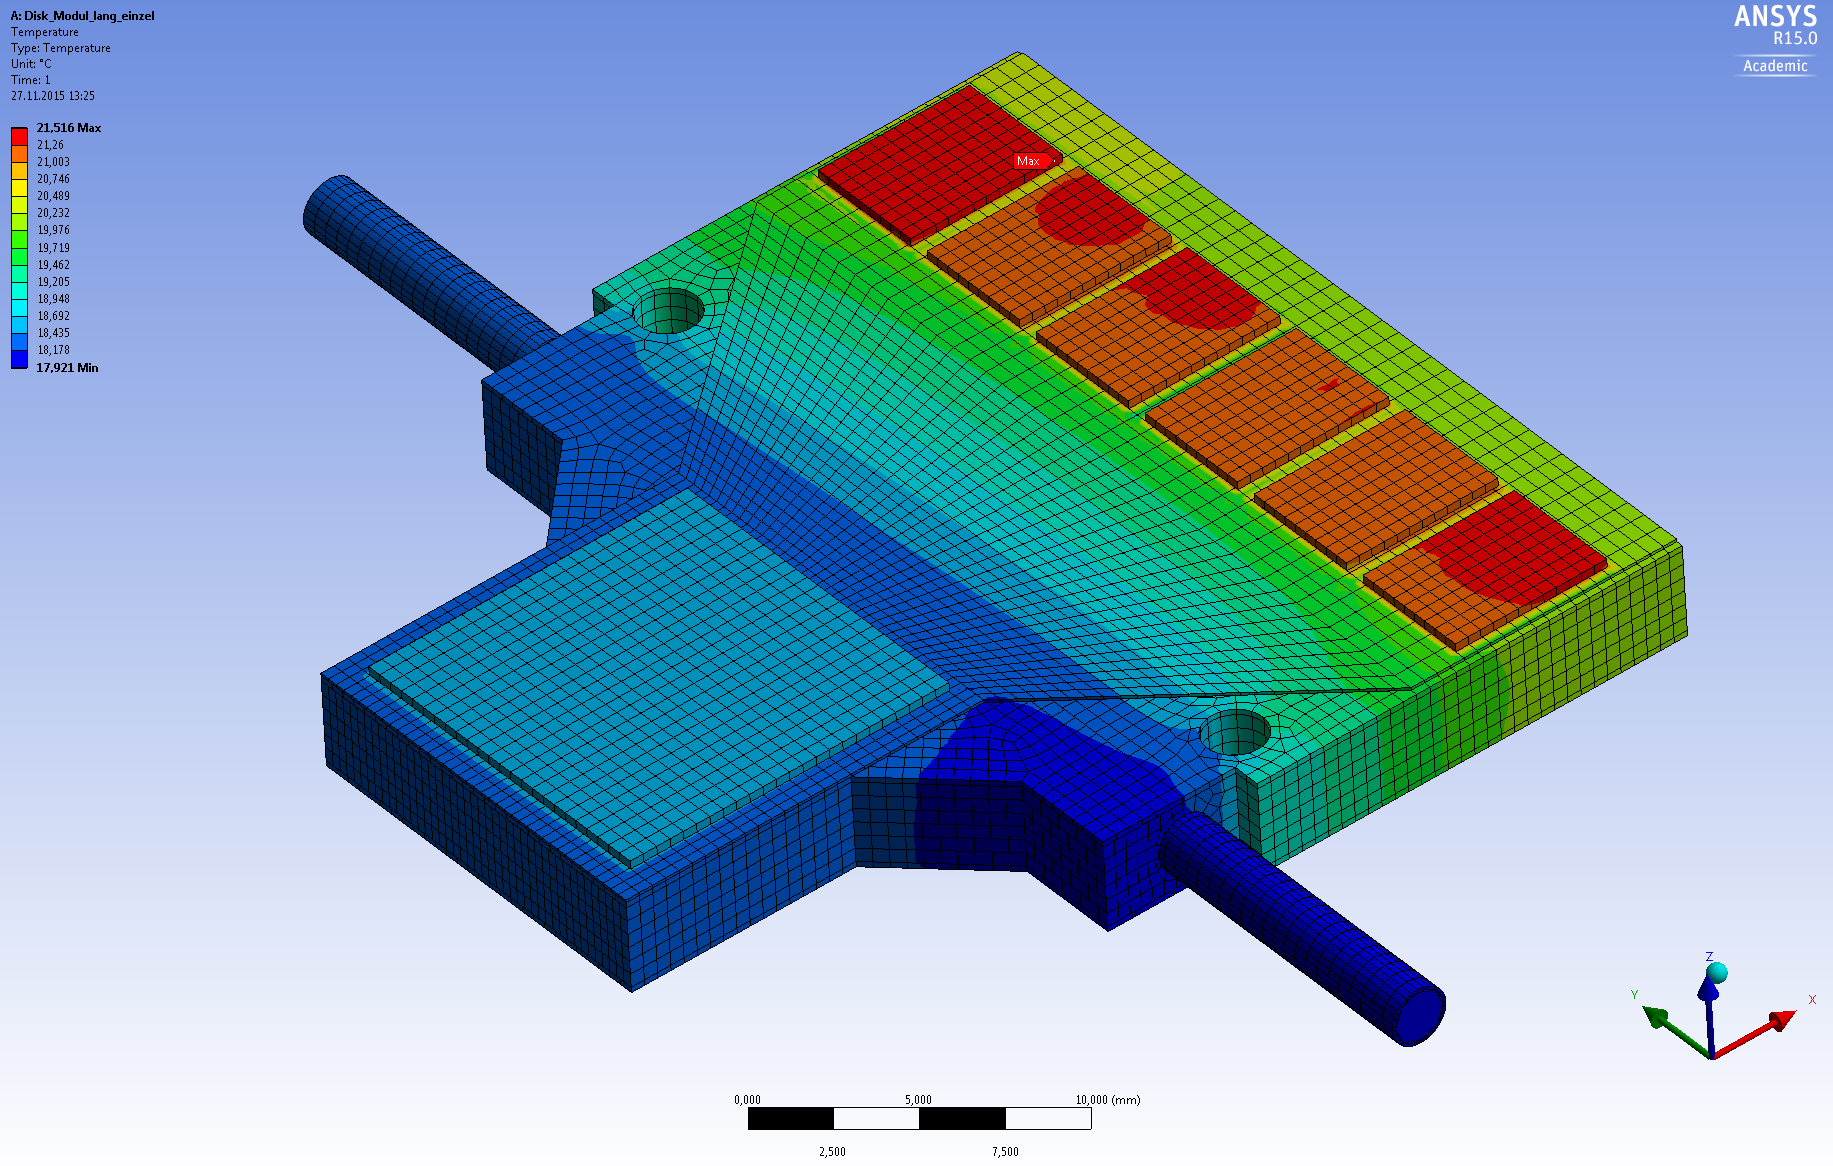 A: Disk_Modul_lang_einzel
Temperature
Type: Temperature
Unit: °C
Time: 1
27.11.2015 13:25
21,516 Max
21,26
21,003
20,746
20,489
20,232
19,976
19,719
19,462
19,205
18,948
18,692
18,435
18,178
17,921 Min
ANSYS
R15.0
Academic
Max
Z
Y
X
0,000
5,000
10,000 (mm)
2,500
7,500